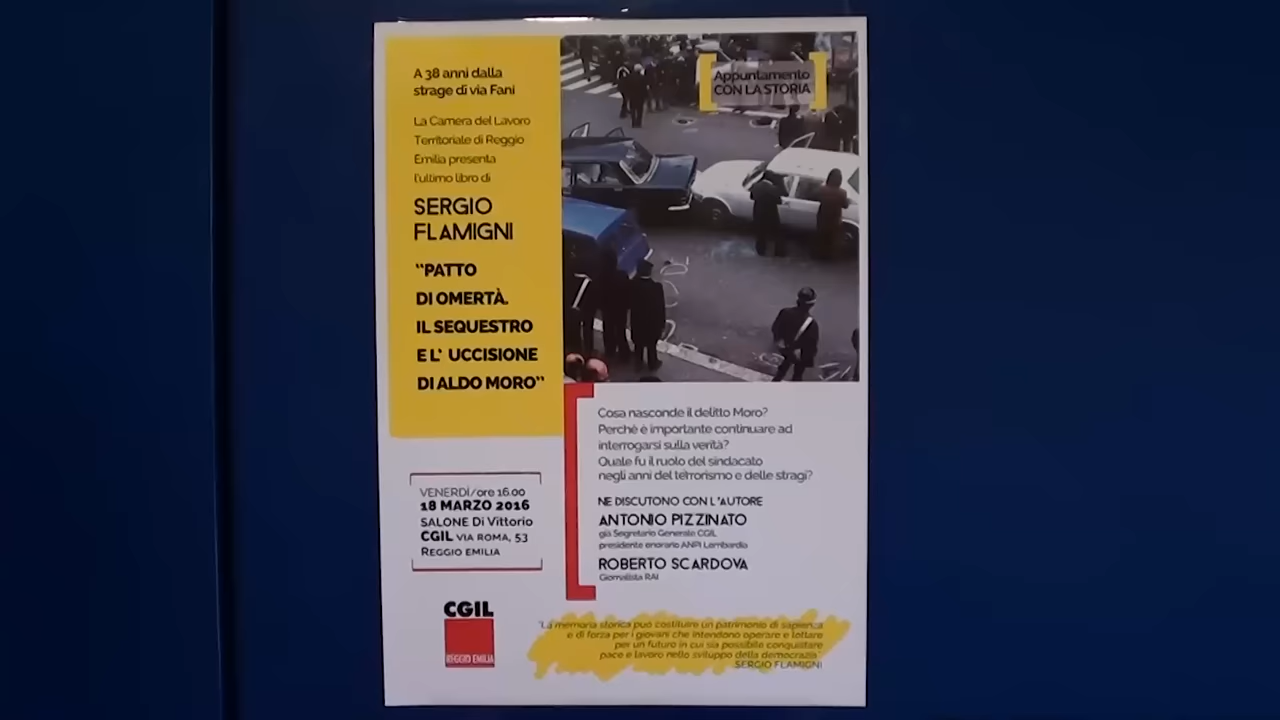 A 38 anni dalla
strage di via Fani
La Camera del Lavoro
Territoriale di Reggio
Emilia presenta
l'ultimo libro di
SERGIO
FLAMIGNI
"PATTO
DI OMERTÀ.
IL SEQUESTRO
E L' UCCISIONE
DI ALDO MORO"
Appuntamento
CON LA STORIA
Cosa nasconde il delitto Moro?
Perchè è importante continuare ad
interrogarsi sulla verità?
Quale fu il ruolo del sindacato
negli anni del terrorismo e delle stragi?
NE DISCUTONO CON L'AUTORE
ANTONIO PIZZINATO
già Segretario Generale CGIL
presidente onorario ANPI Lombardia
ROBERTO SCARDOVA
Giornalista RAI
VENERDÌ/ore 16.00
18 MARZO 2016
SALONE Di Vittorio
CGIL VIA ROMA, 53
REGGIO EMILIA
CGIL
REGGIO EMILIA
"La memoria storica può costituire un patrimonio di sapienza
e di forza per i giovani che intendono operare e lottare
per un futuro in cui sia possibile conquistare
pace e lavoro nello sviluppo della democrazia"
SERGIO FLAMIGNI